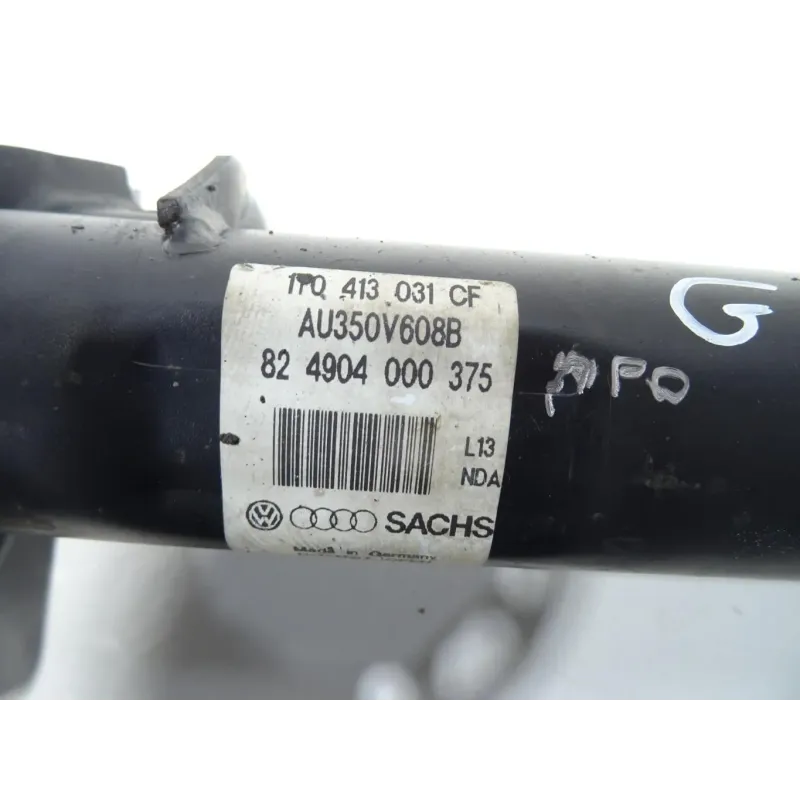 1T0 413 031 CF
AU350V608B
82 4904 000 375
L13
NDA
SACHS
Made in Germany
G
PO